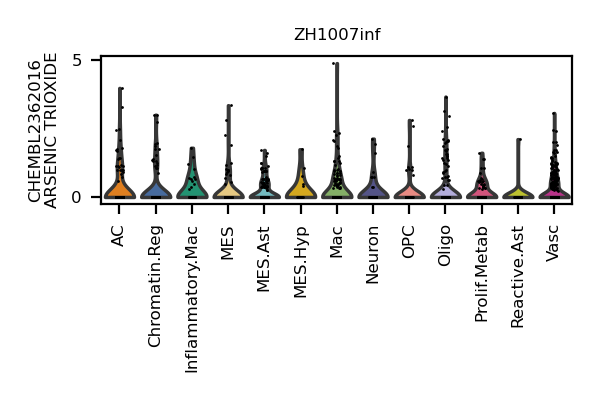 ZH1007inf
CHEMBL2362016
ARSENIC TRIOXIDE
5
0
AC
Chromatin.Reg
Inflammatory.Mac
MES
MES.Ast
MES.Hyp
Mac
Neuron
OPC
Oligo
Prolif.Metab
Reactive.Ast
Vasc